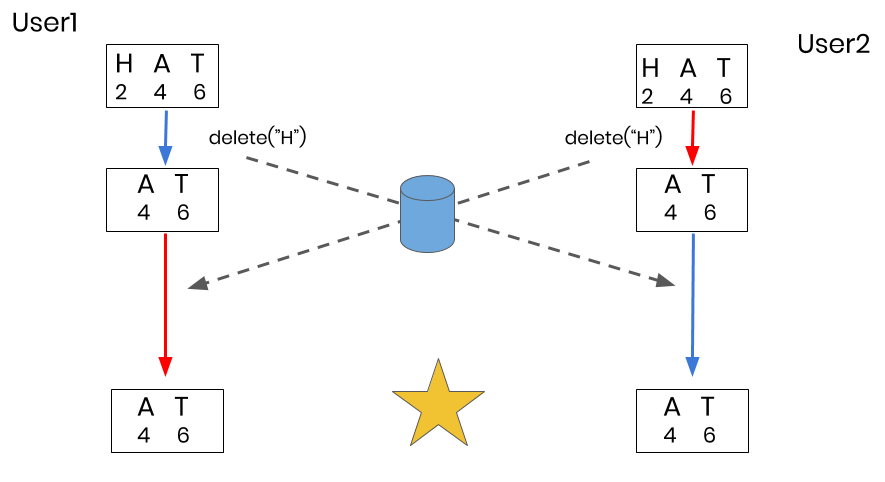 User1
User2
H A T
2 4 6
H A T
2 4 6
delete(”H”)
delete(“H”)
A T
4 6
A T
4 6
A T
4 6
A T
4 6